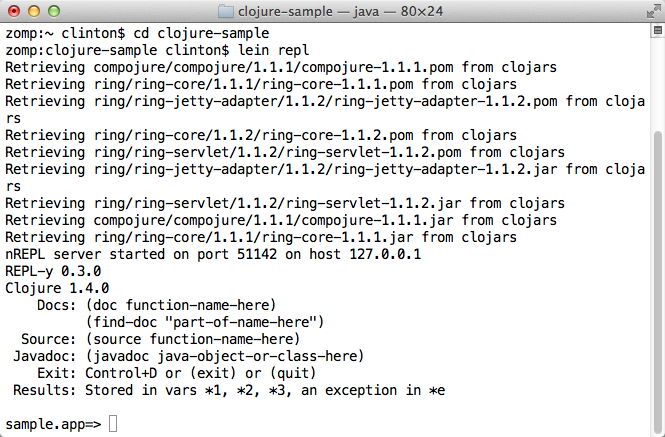 clojure-sample — java — 80×24
zomp:~ clinton$ cd clojure-sample
zomp:clojure-sample clinton$ lein repl
Retrieving compojure/compojure/1.1.1/compojure-1.1.1.pom from clojars
Retrieving ring/ring-core/1.1.1/ring-core-1.1.1.pom from clojars
Retrieving ring/ring-jetty-adapter/1.1.2/ring-jetty-adapter-1.1.2.pom from cloja
rs
Retrieving ring/ring-core/1.1.2/ring-core-1.1.2.pom from clojars
Retrieving ring/ring-servlet/1.1.2/ring-servlet-1.1.2.pom from clojars
Retrieving ring/ring-jetty-adapter/1.1.2/ring-jetty-adapter-1.1.2.jar from cloja
rs
Retrieving ring/ring-servlet/1.1.2/ring-servlet-1.1.2.jar from clojars
Retrieving compojure/compojure/1.1.1/compojure-1.1.1.jar from clojars
Retrieving ring/ring-core/1.1.1/ring-core-1.1.1.jar from clojars
nREPL server started on port 51142 on host 127.0.0.1
REPL-y 0.3.0
Clojure 1.4.0
    Docs: (doc function-name-here)
          (find-doc "part-of-name-here")
  Source: (source function-name-here)
 Javadoc: (javadoc java-object-or-class-here)
    Exit: Control+D or (exit) or (quit)
 Results: Stored in vars *1, *2, *3, an exception in *e
sample.app=>